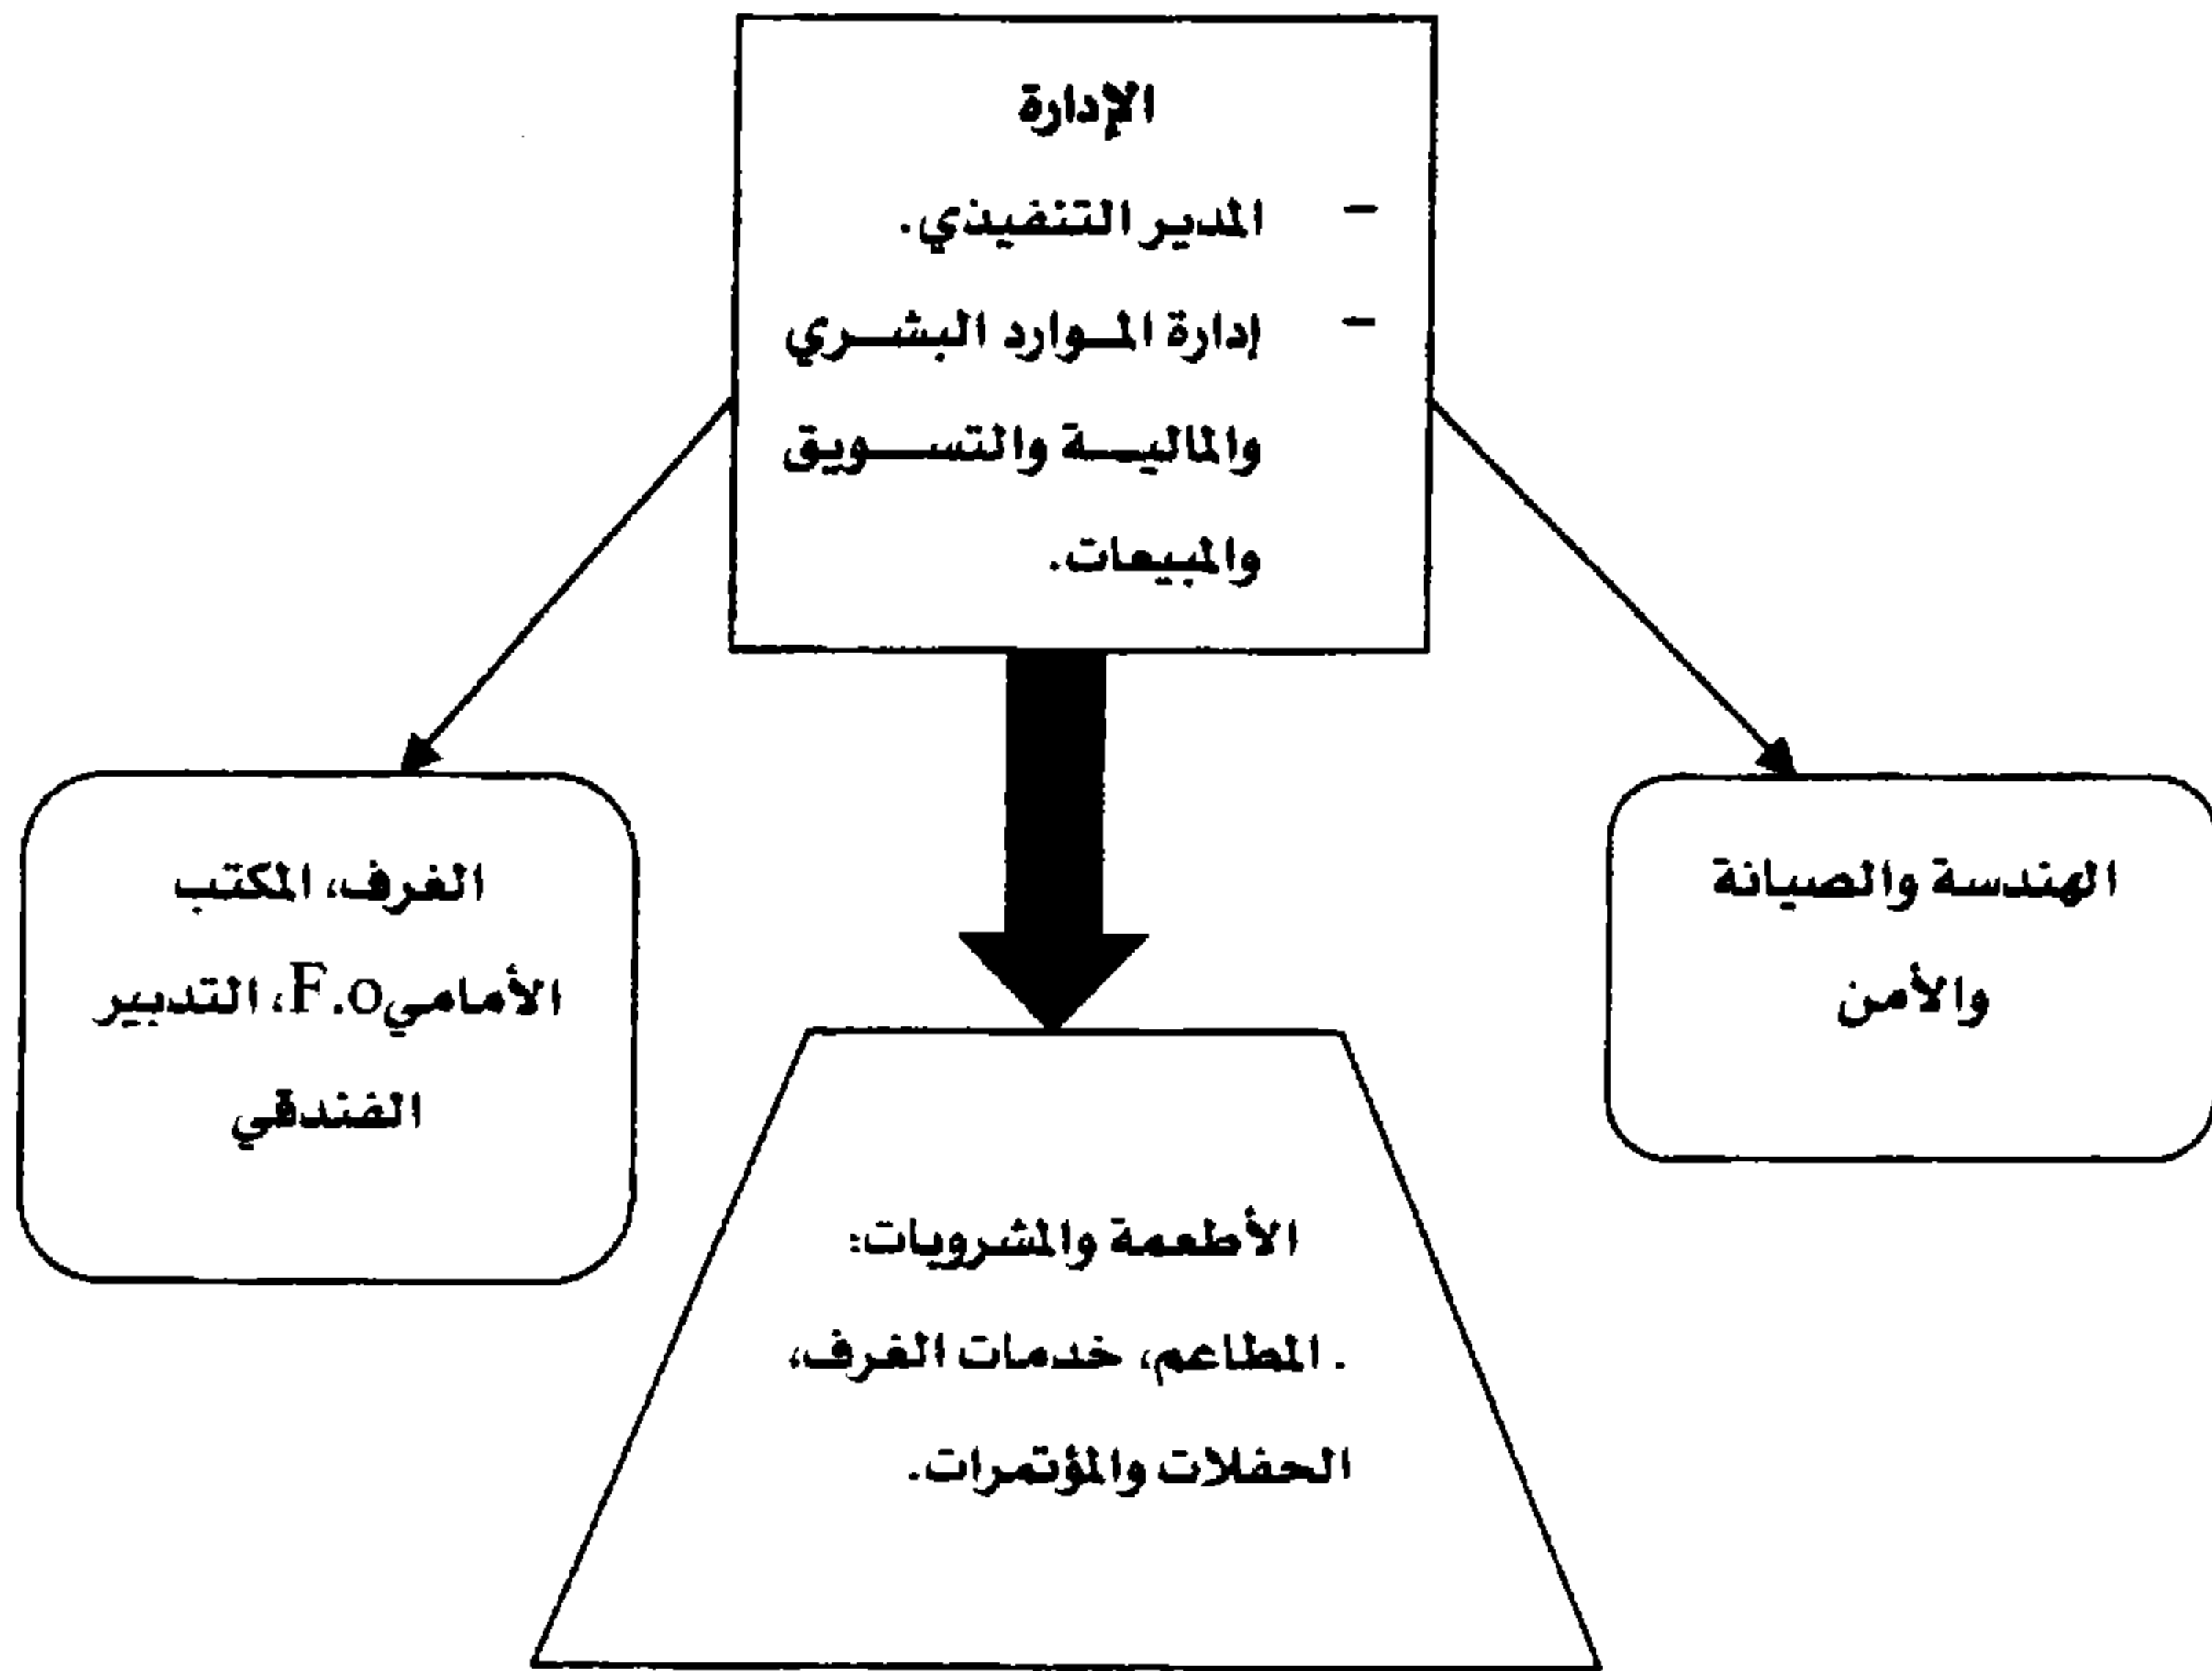 الإدارة
- المدير التنفيذي.
- إدارة الموارد البشري
والمالية والتسويق
والمبيعات.
الهندسة والصيانة
والأمن
الغرف، المكتب
الأمامي F.o، التدبير
الفندقي
الأطعمة والمشروبات:
. المطاعم، خدمات الغرف،
الحفلات والمؤتمرات.